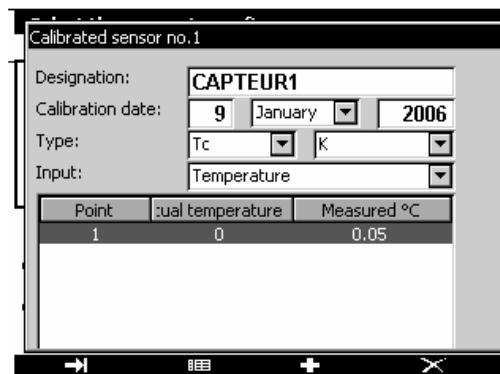 Calibrated sensor no.1
Designation: CAPTEUR1
Calibration date: 9 January 2006
Type: Tc K
Input: Temperature
Point :ual temperature Measured °C
1 0 0.05